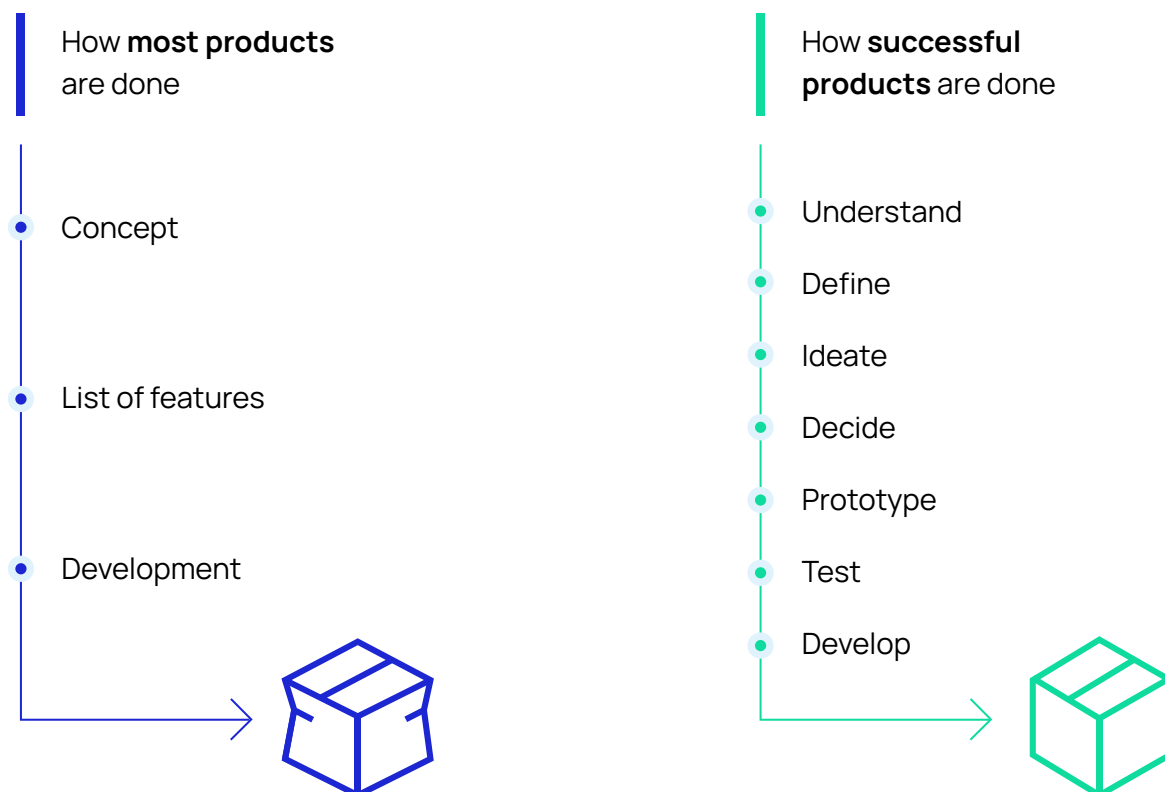 How most products
are done
Concept
List of features
Development
How successful
products are done
Understand
Define
Ideate
Decide
Prototype
Test
Develop